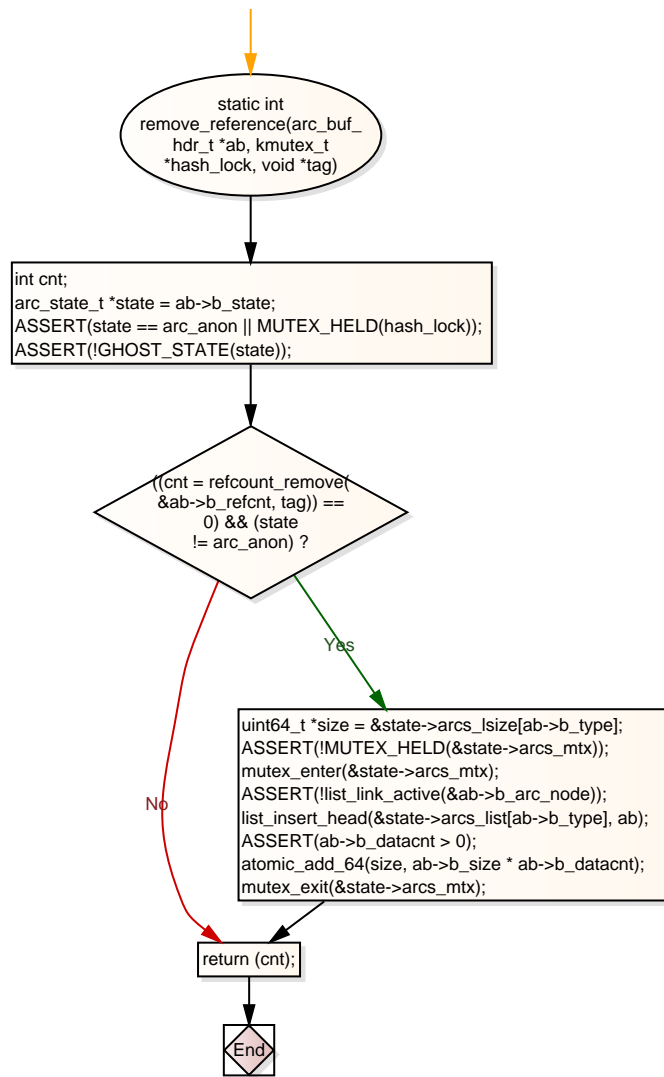 static int
remove_reference(arc_buf_
hdr_t *ab, kmutex_t
*hash_lock, void *tag)
int cnt;
arc_state_t *state = ab->b_state;
ASSERT(state == arc_anon || MUTEX_HELD(hash_lock));
ASSERT(!GHOST_STATE(state));
((cnt = refcount_remove(
&ab->b_refcnt, tag)) ==
0) && (state
!= arc_anon) ?
Yes
uint64_t *size = &state->arcs_lsize[ab->b_type];
ASSERT(!MUTEX_HELD(&state->arcs_mtx));
mutex_enter(&state->arcs_mtx);
ASSERT(!list_link_active(&ab->b_arc_node));
list_insert_head(&state->arcs_list[ab->b_type], ab);
ASSERT(ab->b_datacnt > 0);
atomic_add_64(size, ab->b_size * ab->b_datacnt);
mutex_exit(&state->arcs_mtx);
No
return (cnt);
End